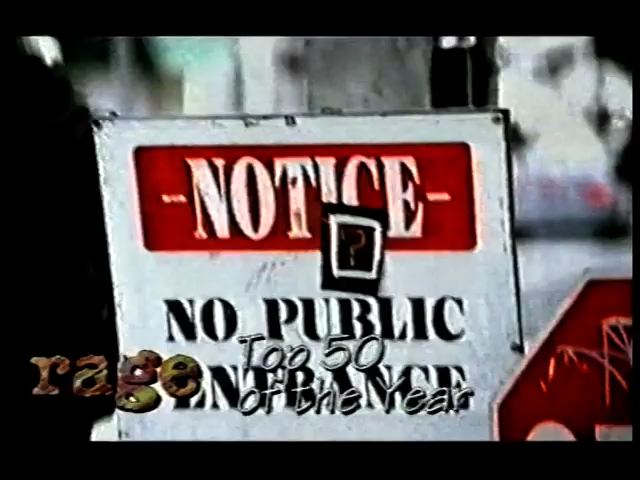 -NOTICE-
?
NO PUBLIC
ENTRANCE
rage
Top 50
of the Year